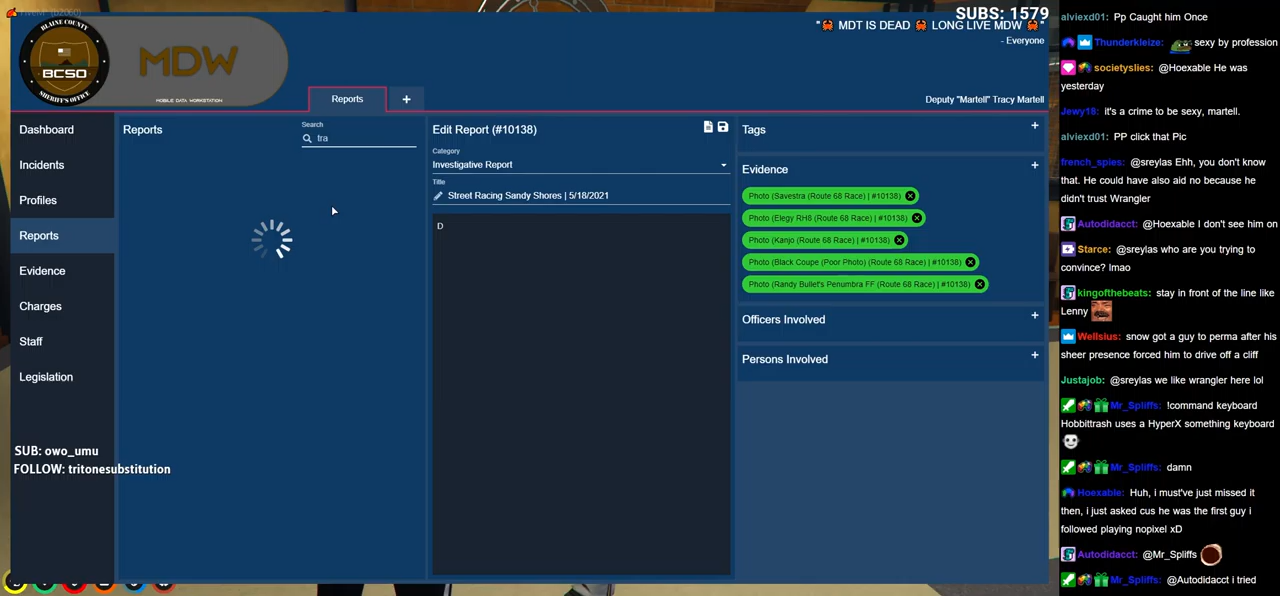 SUBS: 1579
BLAINE COUNTY
BCSO
SHERIFF'S OFFICE
MDW
MOBILE DATA WORKSTATION
" MDT IS DEAD LONG LIVE MDW "
- Everyone
Reports
+
Deputy "Martell" Tracy Martell
Dashboard
Incidents
Profiles
Reports
Evidence
Charges
Staff
Legislation
SUB: owo_umu
FOLLOW: tritonesubstitution
Reports
Search
tra
Edit Report (#10138)
Category
Investigative Report
Title
Street Racing Sandy Shores | 5/18/2021
D
Tags
+
Evidence
+
Photo (Savestra (Route 68 Race) | #10138)
Photo (Elegy RH8 (Route 68 Race) | #10138)
Photo (Kanjo (Route 68 Race) | #10138)
Photo (Black Coupe (Poor Photo) (Route 68 Race) | #10138)
Photo (Randy Bullet's Penumbra FF (Route 68 Race) | #10138)
Officers Involved
+
Persons Involved
+
alviexd01: Pp Caught him Once
Thunderkleize: sexy by profession
societyslies: @Hoexable He was
yesterday
Jewy18: it's a crime to be sexy, martell.
alviexd01: PP click that Pic
french_spies: @sreylas Ehh, you don't know
that. He could have also aid no because he
didn't trust Wrangler
Autodidacct: @Hoexable I don't see him on
Starce: @sreylas who are you trying to
convince? lmao
kingofthebeats: stay in front of the line like
Lenny
Wellsius: snow got a guy to perma after his
sheer presence forced him to drive off a cliff
Justajob: @sreylas we like wrangler here lol
Mr_Spliffs: !command keyboard
Hobbittrash uses a HyperX something keyboard
Mr_Spliffs: damn
Hoexable: Huh, i must've just missed it
then, i just asked cus he was the first guy i
followed playing nopixel xD
Autodidacct: @Mr_Spliffs
Mr_Spliffs: @Autodidacct i tried